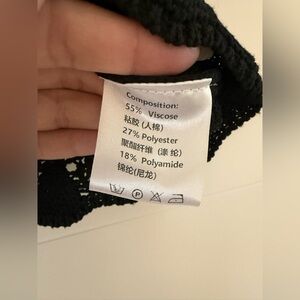 Composition:
55% Viscose
粘胶(人棉)
27% Polyester
聚酯纤维(涤纶)
18% Polyamide
锦纶(尼龙)
P